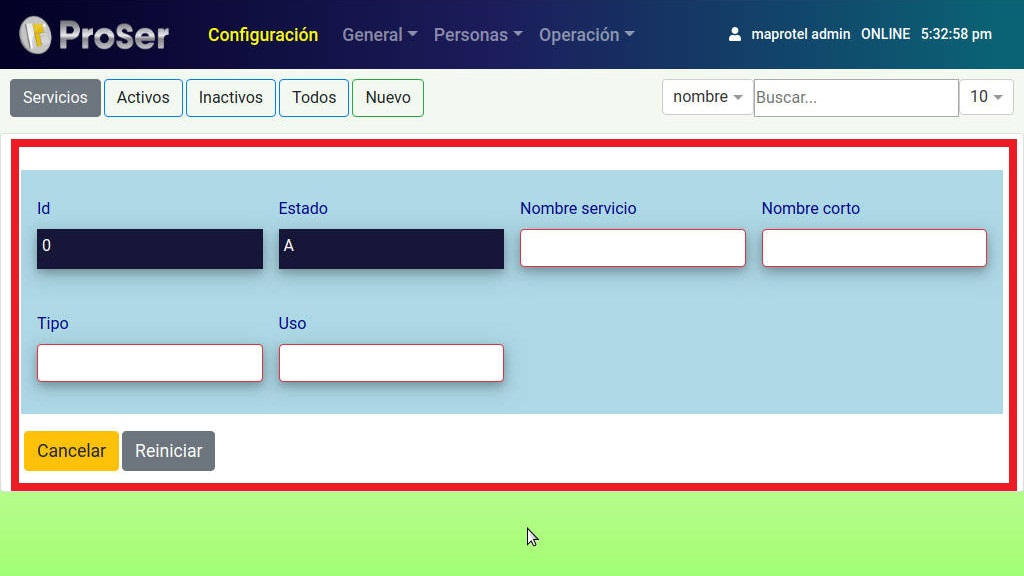 ProSer Configuración General Personas Operación maprotel admin ONLINE 5:32:58 pm
Servicios Activos Inactivos Todos Nuevo nombre Buscar... 10
Id Estado Nombre servicio Nombre corto
0 A
Tipo Uso
Cancelar Reiniciar